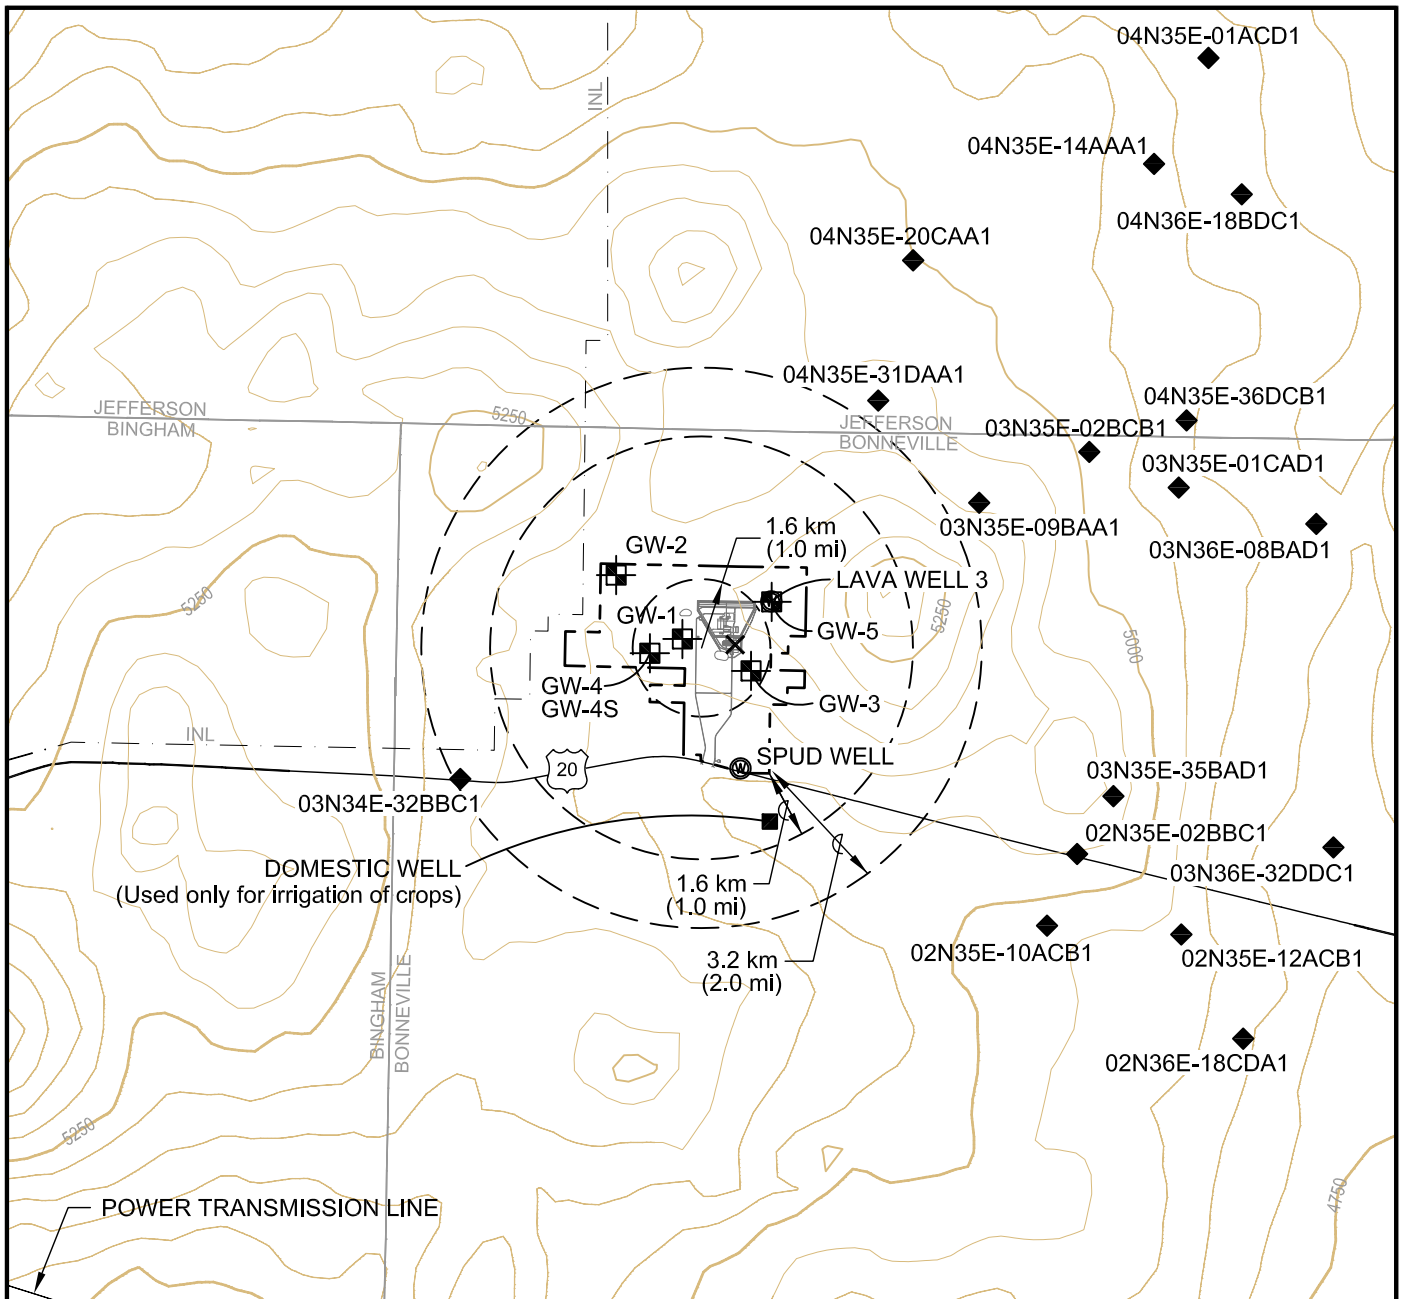 04N35E-01ACD1
INL
04N35E-14AAA1
04N36E-18BDC1
04N35E-20CAA1
04N35E-31DAA1
04N35E-36DCB1
JEFFERSON
BINGHAM
5250
JEFFERSON
BONNEVILLE
03N35E-02BCB1
03N35E-01CAD1
03N35E-09BAA1
03N36E-08BAD1
1.6 km
(1.0 mi)
GW-2
LAVA WELL 3
5250
GW-1
GW-5
5250
5000
GW-4
GW-4S
GW-3
INL
20
SPUD WELL
03N34E-32BBC1
03N35E-35BAD1
02N35E-02BBC1
DOMESTIC WELL
(Used only for irrigation of crops)
03N36E-32DDC1
1.6 km
(1.0 mi)
3.2 km
(2.0 mi)
02N35E-10ACB1
02N35E-12ACB1
BINGHAM
BONNEVILLE
02N36E-18CDA1
5250
4750
POWER TRANSMISSION LINE
W